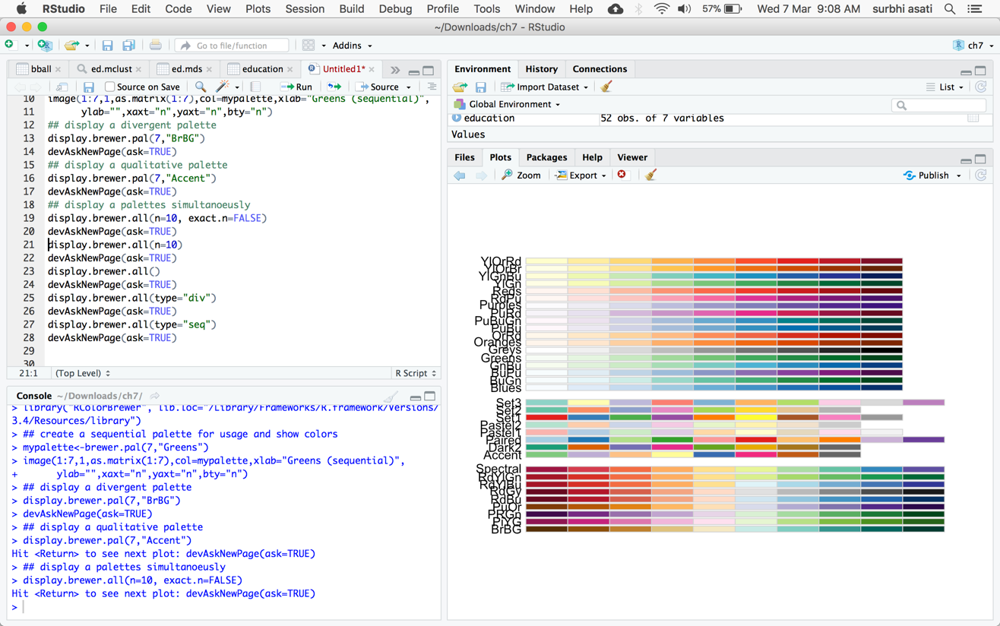 RStudio File Edit Code View Plots Session Build Debug Profile Tools Window Help 57% Wed 7 Mar 9:08 AM surbhi asati
~/Downloads/ch7 - RStudio
Go to file/function Addins ch7
bball ed.mclust ed.mds education Untitled1*
Source on Save Run Source
10 image(1:7,1,as.matrix(1:7),col=mypalette,xlab="Greens (sequential)",
11 ylab="",xaxt="n",yaxt="n",bty="n")
12 ## display a divergent palette
13 display.brewer.pal(7,"BrBG")
14 devAskNewPage(ask=TRUE)
15 ## display a qualitative palette
16 display.brewer.pal(7,"Accent")
17 devAskNewPage(ask=TRUE)
18 ## display a palettes simultanoeusly
19 display.brewer.all(n=10, exact.n=FALSE)
20 devAskNewPage(ask=TRUE)
21 display.brewer.all(n=10)
22 devAskNewPage(ask=TRUE)
23 display.brewer.all()
24 devAskNewPage(ask=TRUE)
25 display.brewer.all(type="div")
26 devAskNewPage(ask=TRUE)
27 display.brewer.all(type="seq")
28 devAskNewPage(ask=TRUE)
29
30
21:1 (Top Level) R Script
Console ~/Downloads/ch7/
> library("RColorBrewer", lib.loc="/Library/Frameworks/R.framework/Versions/
3.4/Resources/library")
> ## create a sequential palette for usage and show colors
> mypalette<-brewer.pal(7,"Greens")
> image(1:7,1,as.matrix(1:7),col=mypalette,xlab="Greens (sequential)",
+ ylab="",xaxt="n",yaxt="n",bty="n")
> ## display a divergent palette
> display.brewer.pal(7,"BrBG")
> devAskNewPage(ask=TRUE)
> ## display a qualitative palette
> display.brewer.pal(7,"Accent")
Hit <Return> to see next plot: devAskNewPage(ask=TRUE)
> ## display a palettes simultanoeusly
> display.brewer.all(n=10, exact.n=FALSE)
Hit <Return> to see next plot: devAskNewPage(ask=TRUE)
>
Environment History Connections
Import Dataset List
Global Environment
education 52 obs. of 7 variables
Values
Files Plots Packages Help Viewer
Zoom Export Publish
YlOrRd
YlOrBr
YlGnBu
YlGn
Reds
RdPu
Purples
PuRd
PuBuGn
PuBu
OrRd
Oranges
Greys
Greens
GnBu
BuPu
BuGn
Blues
Set3
Set2
Set1
Pastel2
Pastel1
Paired
Dark2
Accent
Spectral
RdYlGn
RdYlBu
RdGy
RdBu
PuOr
PRGn
PiYG
BrBG